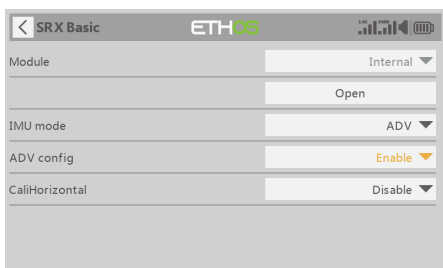 SRX Basic
ETHOS
Module
Internal
Open
IMU mode
ADV
ADV config
Enable
CaliHorizontal
Disable